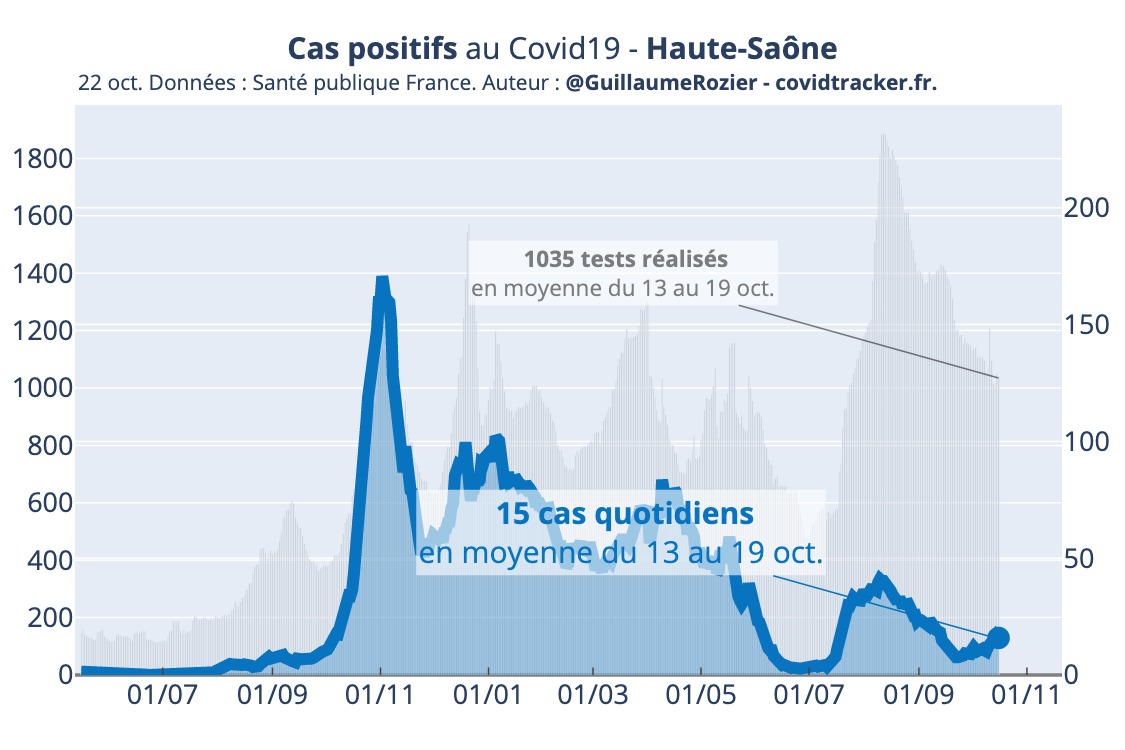 Cas positifs au Covid19 - Haute-Saône
22 oct. Données : Santé publique France. Auteur : @GuillaumeRozier - covidtracker.fr.
1800
1600
1400
1200
1000
800
600
400
200
0
200
150
100
50
0
1035 tests réalisés
en moyenne du 13 au 19 oct.
15 cas quotidiens
en moyenne du 13 au 19 oct.
01/07 01/09 01/11 01/01 01/03 01/05 01/07 01/09 01/11